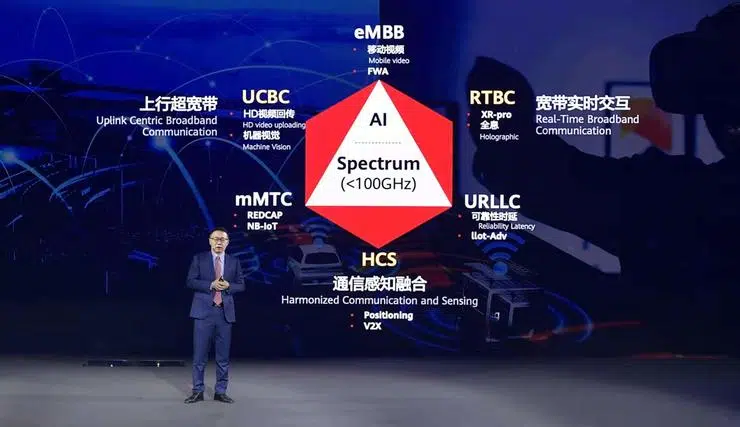 eMBB
移动视频
Mobile video
FWA
上行超宽带
Uplink Centric Broadband
Communication
UCBC
HD视频回传
HD video uploading
机器视觉
Machine Vision
AI
Spectrum
(<100GHz)
RTBC
XR-pro
全息
Holographic
宽带实时交互
Real-Time Broadband
Communication
mMTC
REDCAP
NB-IoT
URLLC
可靠性时延
Reliability Latency
llot-Adv
HCS
通信感知融合
Harmonized Communication and Sensing
Positioning
V2X